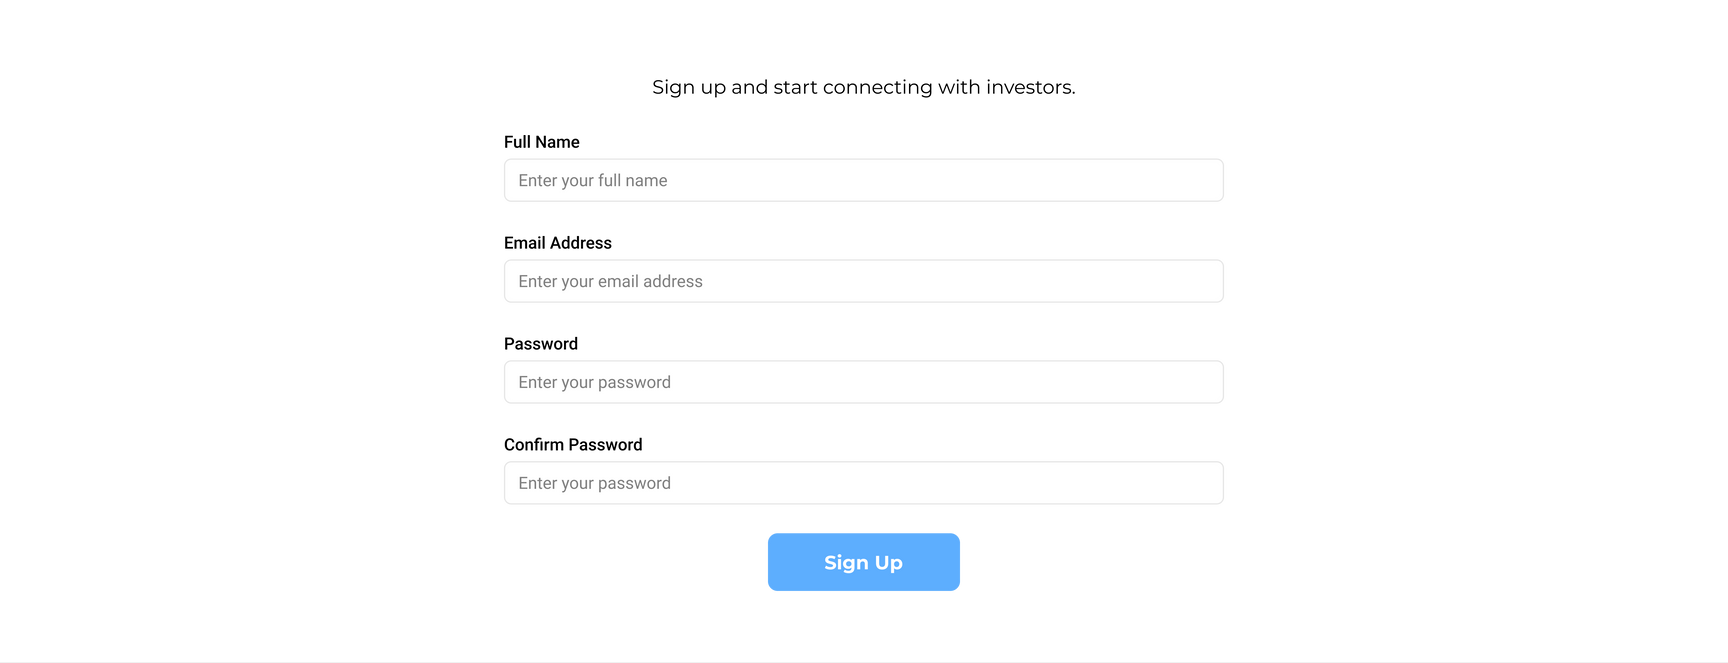 Sign up and start connecting with investors.
Full Name
Enter your full name
Email Address
Enter your email address
Password
Enter your password
Confirm Password
Enter your password
Sign Up